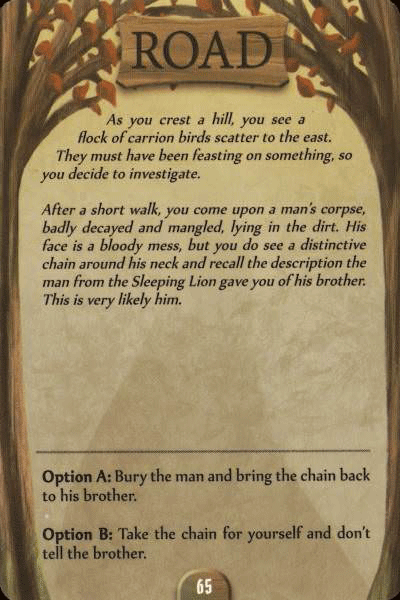 ROAD
As you crest a hill, you see a
flock of carrion birds scatter to the east.
They must have been feasting on something, so
you decide to investigate.
After a short walk, you come upon a man's corpse,
badly decayed and mangled, lying in the dirt. His
face is a bloody mess, but you do see a distinctive
chain around his neck and recall the description the
man from the Sleeping Lion gave you of his brother.
This is very likely him.
Option A: Bury the man and bring the chain back
to his brother.
Option B: Take the chain for yourself and don't
tell the brother.
65